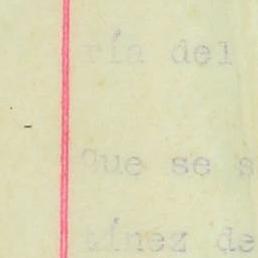 ría del
Que se s
tínez de